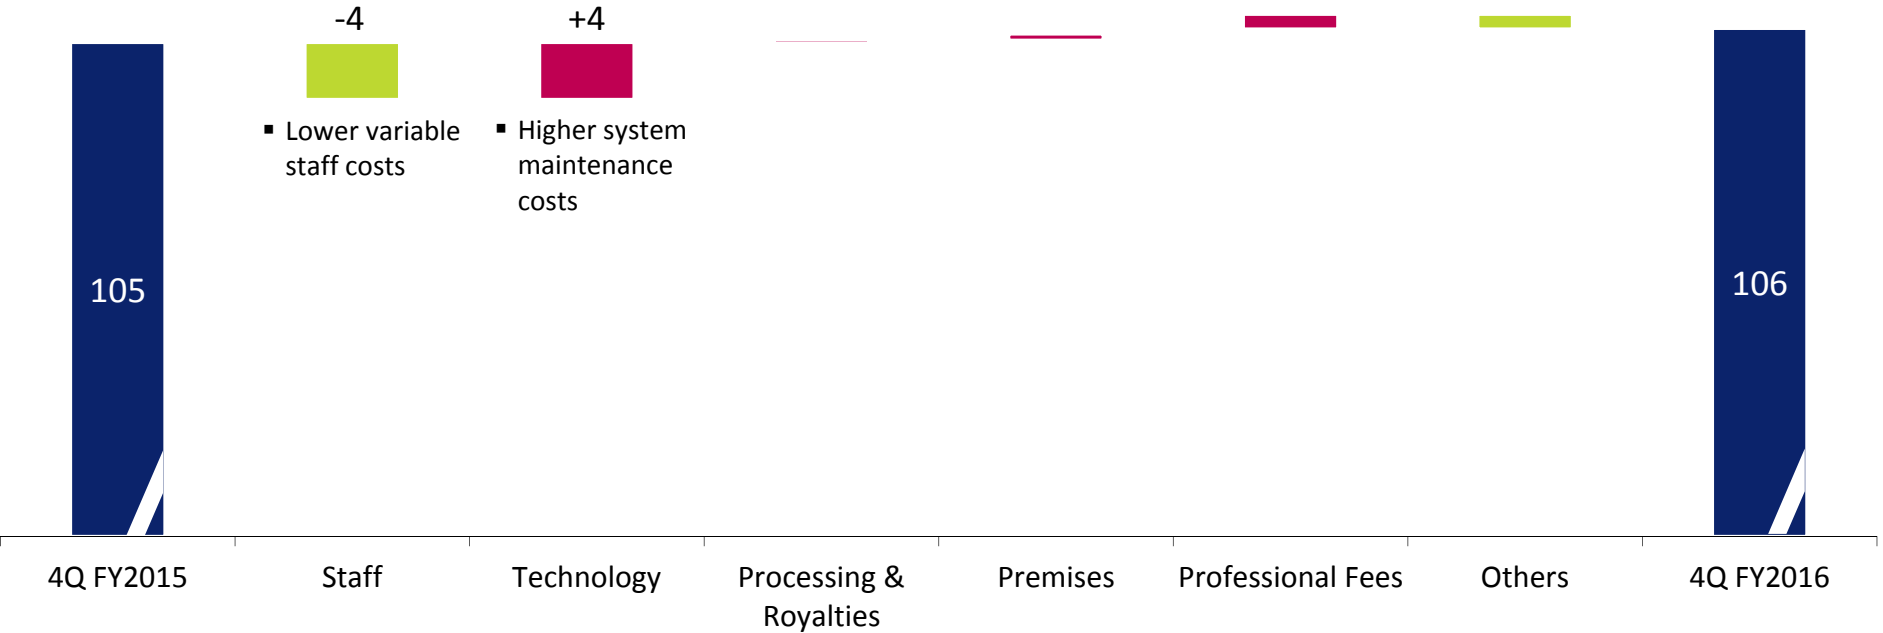 -4
+4
▪ Lower variable
staff costs
▪ Higher system
maintenance
costs
105
106
4Q FY2015
Staff
Technology
Processing &
Royalties
Premises
Professional Fees
Others
4Q FY2016